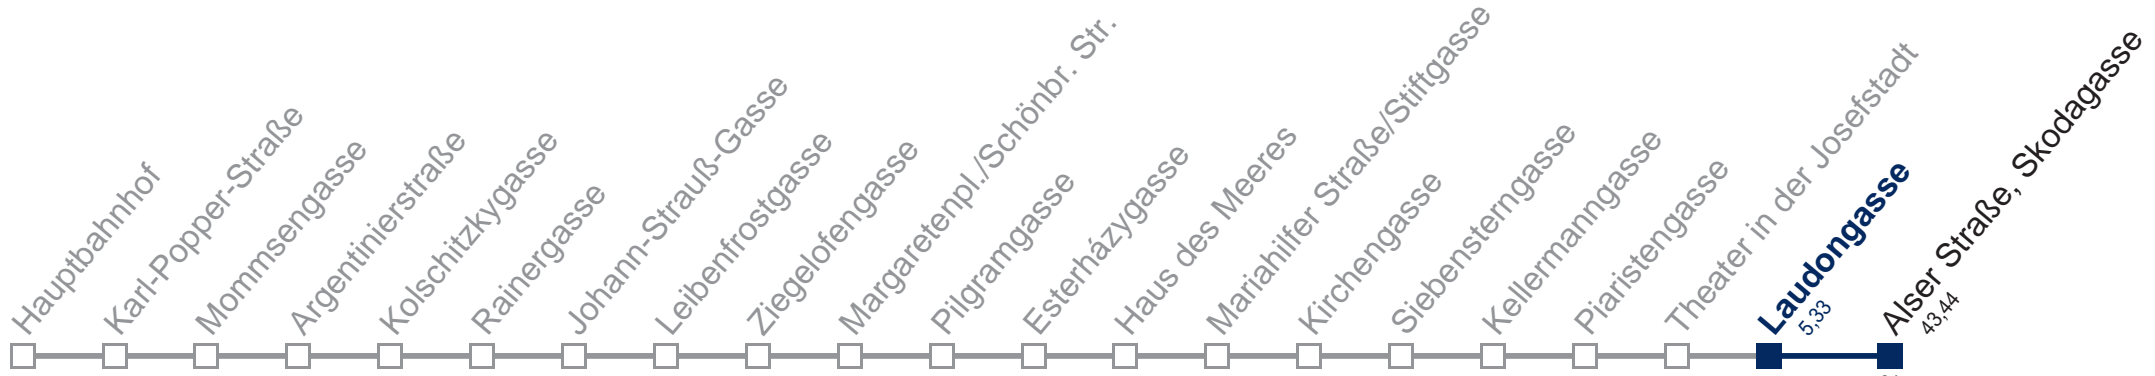 Hauptbahnhof
Karl-Popper-Straße
Mommsengasse
Argentinierstraße
Kolschitzkygasse
Rainergasse
Johann-Strauß-Gasse
Leibenfrostgasse
Ziegelofengasse
Margaretenpl./Schönbr. Str.
Pilgramgasse
Esterházygasse
Haus des Meeres
Mariahilfer Straße/Stiftgasse
Kirchengasse
Siebensterngasse
Kellermanngasse
Piaristengasse
Theater in der Josefstadt
Laudongasse
5,33
Alser Straße, Skodagasse
43,44